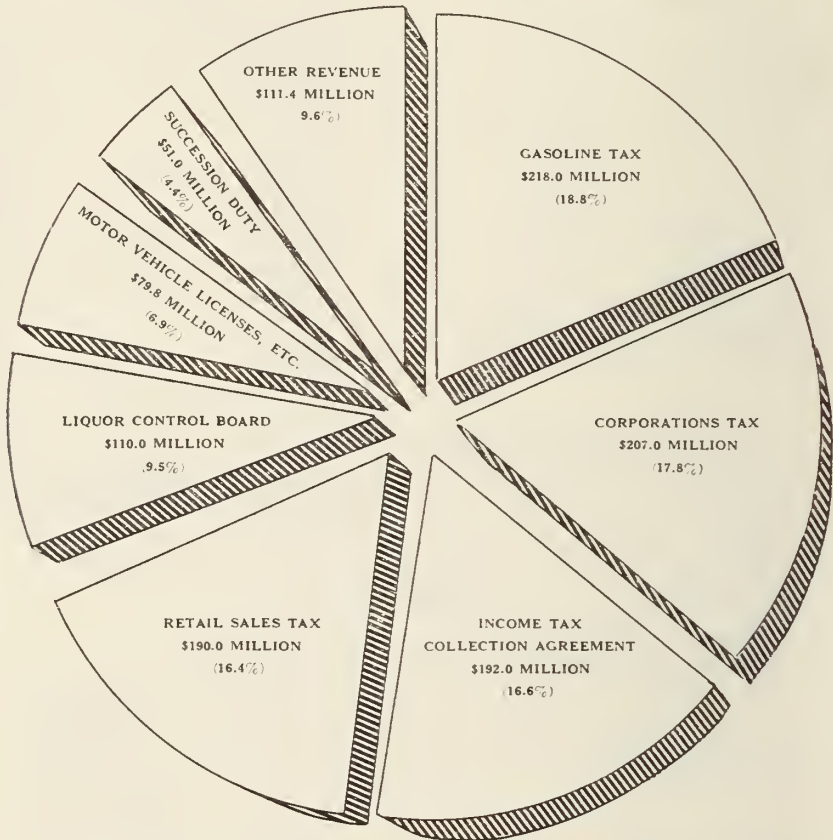 OTHER REVENUE
$111.4 MILLION
9.6%)
GASOLINE TAX
$218.0 MILLION
(18.8%)
SUCCESSION DUTY
$51.0 MILLION
(4.4%)
MOTOR VEHICLE LICENSES, ETC.
$79.8 MILLION
(6.9%)
LIQUOR CONTROL BOARD
$110.0 MILLION
(9.5%)
CORPORATIONS TAX
$207.0 MILLION
(17.8%)
RETAIL SALES TAX
$190.0 MILLION
(16.4%)
INCOME TAX
COLLECTION AGREEMENT
$192.0 MILLION
(16.6%)